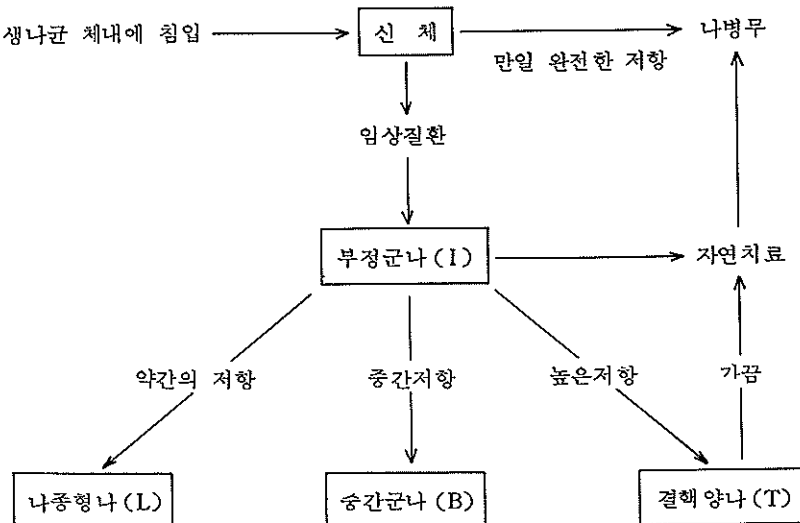 생나균 체내에 침입
신 체
나병무
만일 완전한 저항
임상질환
부정군나 (I)
자연치료
약간의 저항
중간저항
높은저항
가끔
나종형나 (L)
중간군나 (B)
결핵양나 (T)